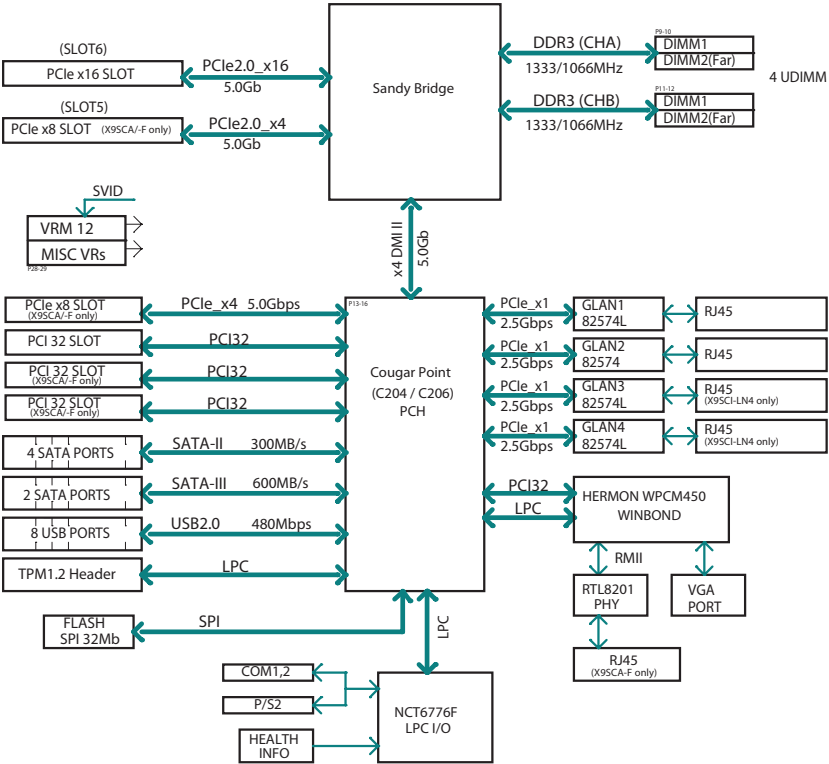 (SLOT6)
PCIe x16 SLOT
PCIe2.0_x16
5.0Gb
(SLOT5)
PCIe x8 SLOT (X9SCA/-F only)
PCIe2.0_x4
5.0Gb
Sandy Bridge
DDR3 (CHA)
1333/1066MHz
P9-10
DIMM1
DIMM2(Far)
4 UDIMM
DDR3 (CHB)
1333/1066MHz
P11-12
DIMM1
DIMM2(Far)
SVID
VRM 12
MISC VRs
P28-29
x4 DMI II
5.0Gb
PCIe x8 SLOT
(X9SCA/-F only)
PCIe_x4 5.0Gbps
PCI 32 SLOT
PCI32
PCI 32 SLOT
(X9SCA/-F only)
PCI32
PCI 32 SLOT
(X9SCA/-F only)
PCI32
4 SATA PORTS
SATA-II 300MB/s
2 SATA PORTS
SATA-III 600MB/s
8 USB PORTS
USB2.0 480Mbps
TPM1.2 Header
LPC
FLASH
SPI 32Mb
SPI
P13-16
Cougar Point
(C204 / C206)
PCH
PCIe_x1
2.5Gbps
GLAN1
82574L
RJ45
PCIe_x1
2.5Gbps
GLAN2
82574
RJ45
PCIe_x1
2.5Gbps
GLAN3
82574L
RJ45
(X9SCI-LN4 only)
PCIe_x1
2.5Gbps
GLAN4
82574L
RJ45
(X9SCI-LN4 only)
PCI32
LPC
HERMON WPCM450
WINBOND
RMII
RTL8201
PHY
VGA
PORT
RJ45
(X9SCA-F only)
LPC
COM1,2
P/S2
HEALTH
INFO
NCT6776F
LPC I/O